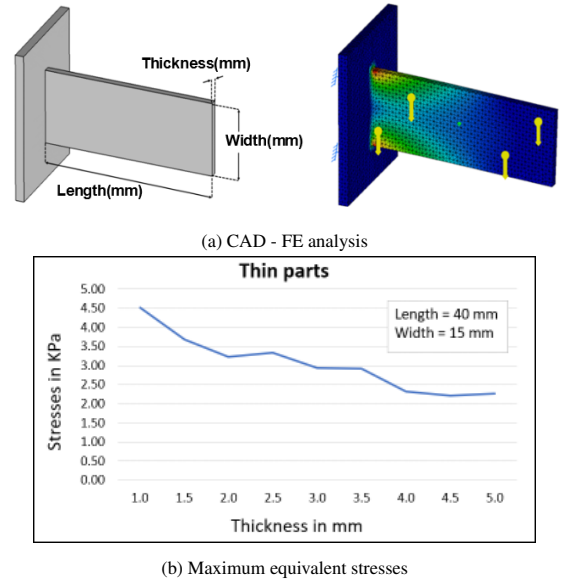 Thickness(mm)
Width(mm)
Length(mm)
(a) CAD - FE analysis
Thin parts
5.00
4.50
4.00
3.50
3.00
2.50
2.00
1.50
1.00
0.50
0.00
Stresses in KPa
Length = 40 mm
Width = 15 mm
1.0 1.5 2.0 2.5 3.0 3.5 4.0 4.5 5.0
Thickness in mm
(b) Maximum equivalent stresses